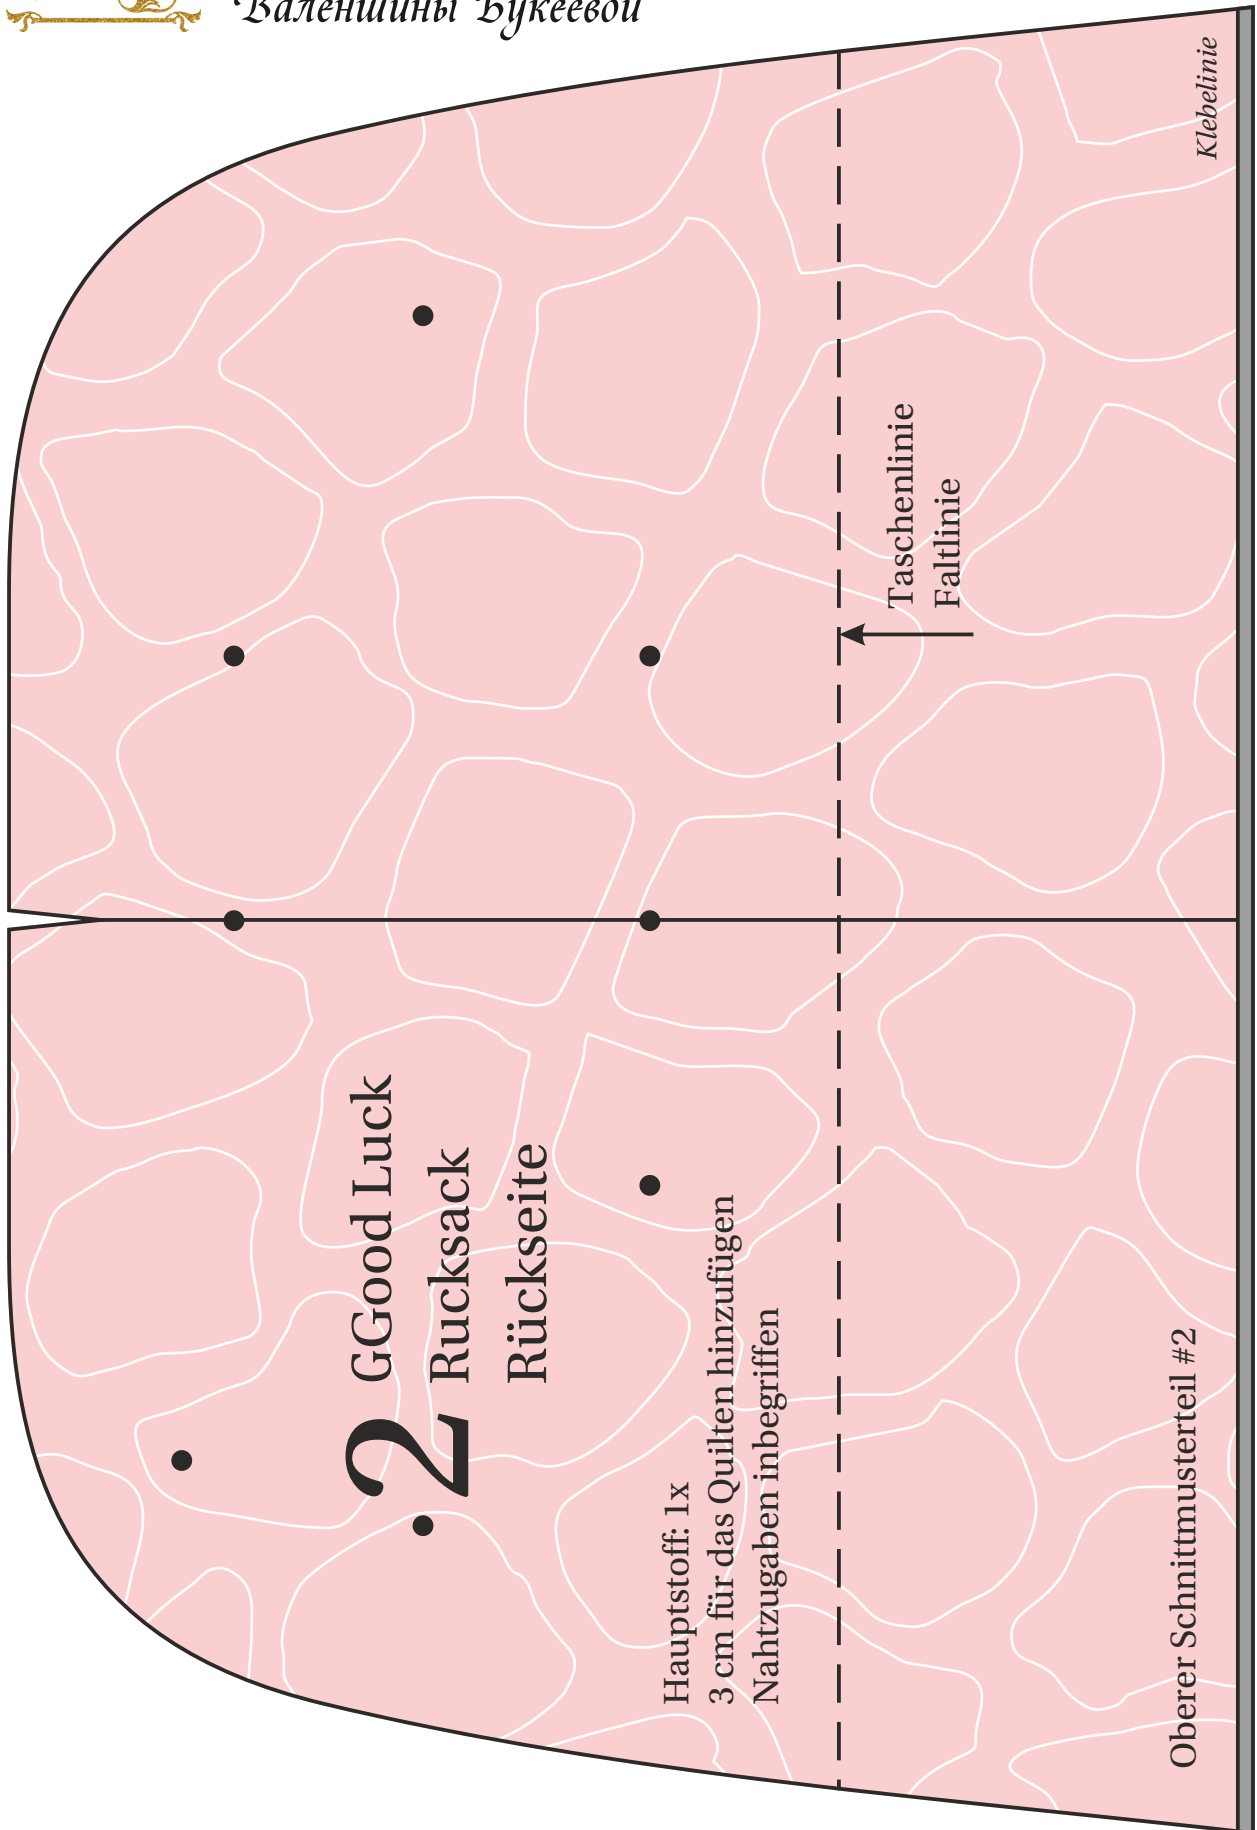 Валентины Букеевой
Klebelinie
Taschenlinie
Faltlinie
2
GGood Luck
Rucksack
Rückseite
Hauptstoff: 1x
3 cm für das Quilten hinzufügen
Nahtzugaben inbegriffen
Oberer Schnittmusterteil #2